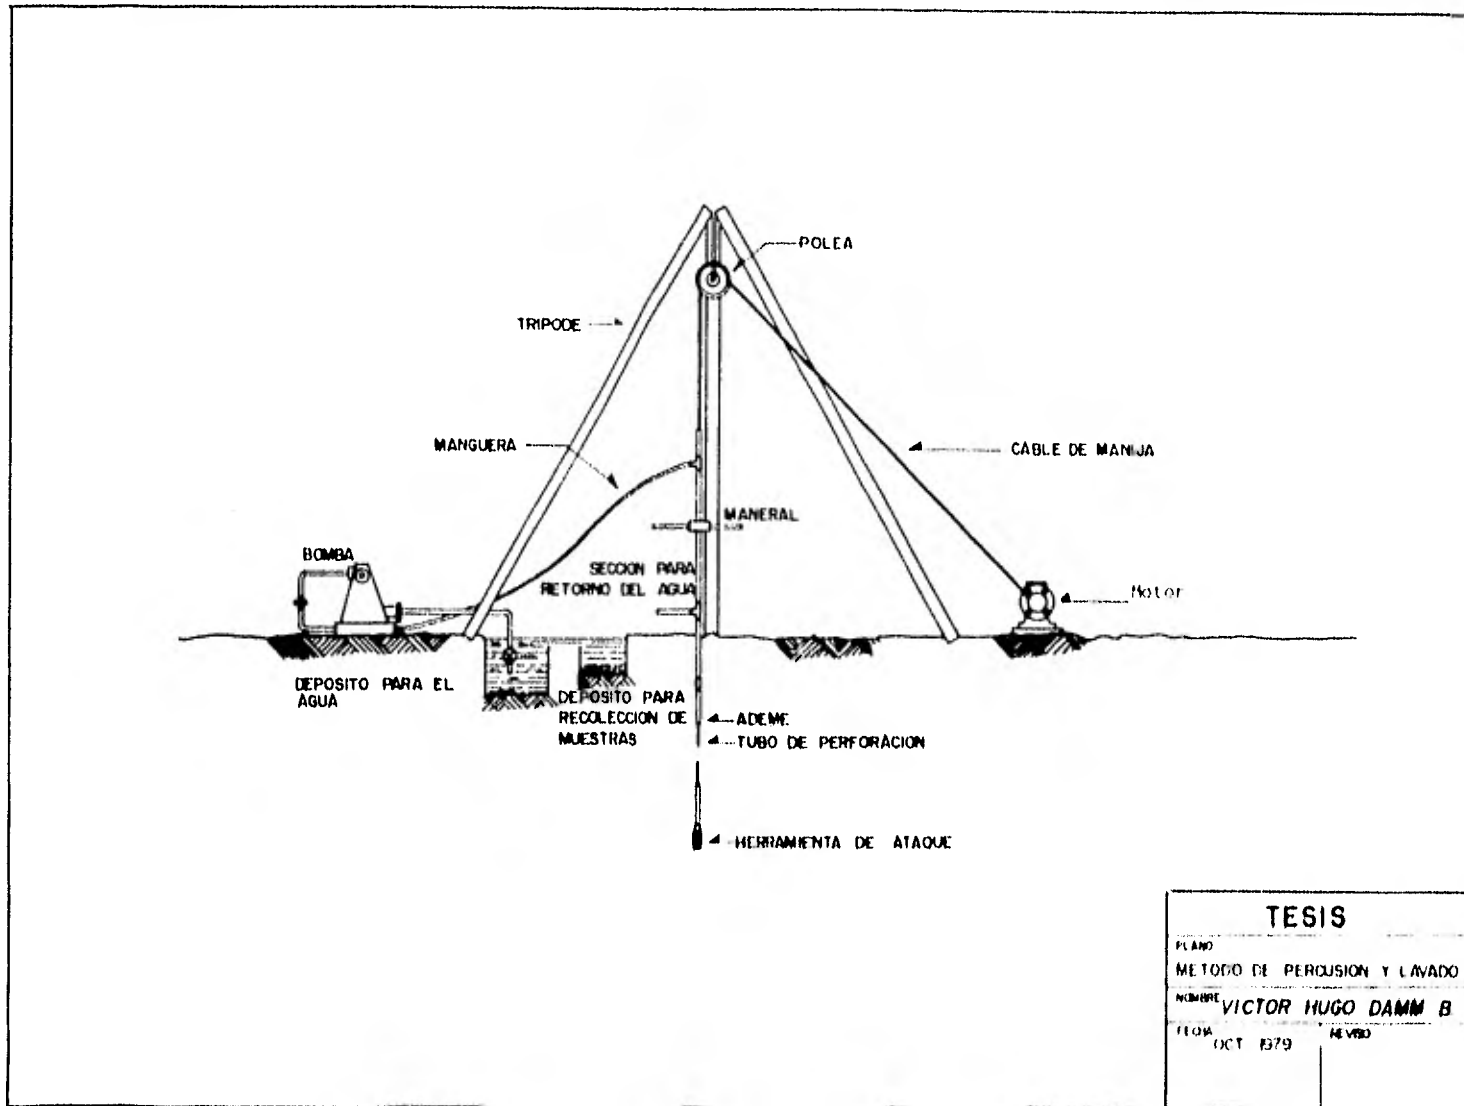 POLEA
TRIPODE
MANGUERA
CABLE DE MANIJA
MANERAL
BOMBA
SECCION PARA
RETORNO DEL AGUA
Motor
DEPOSITO PARA EL
AGUA
DEPOSITO PARA
RECOLECCION DE
MUESTRAS
ADEME
TUBO DE PERFORACION
HERRAMIENTA DE ATAQUE
TESIS
PLANO
METODO DE PERCUSION Y LAVADO
NOMBRE VICTOR HUGO DAMM B
FECHA OCT 1979
REVISO